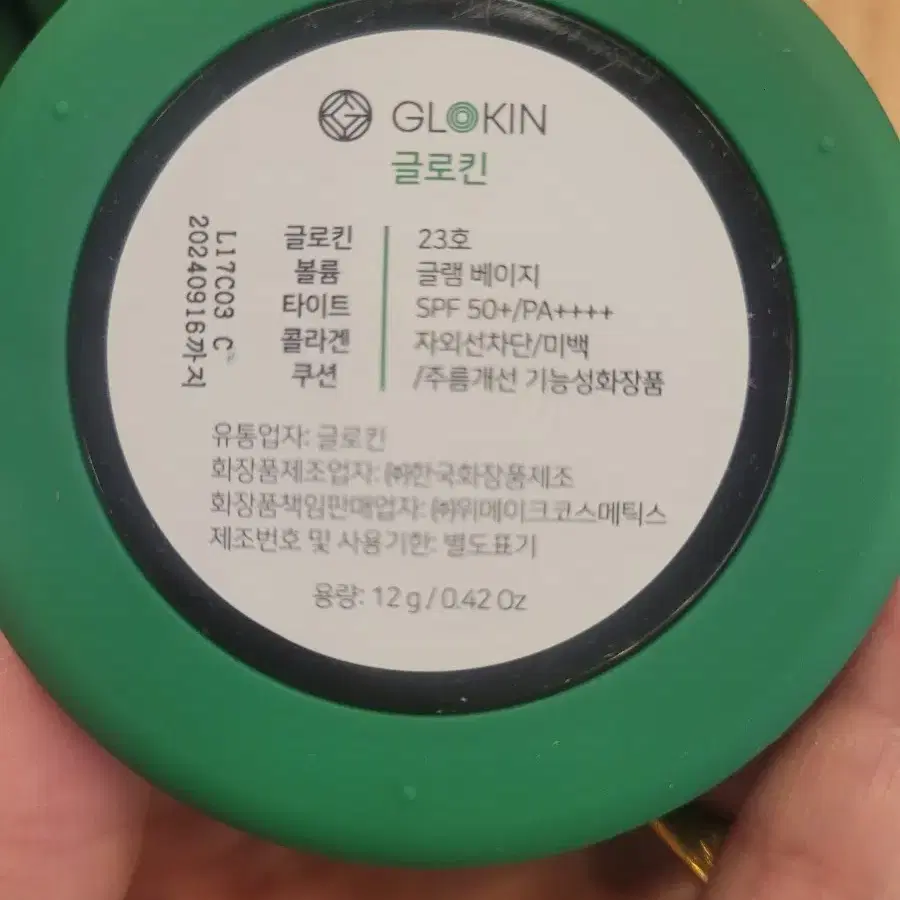 GLOKIN
글로킨
글로킨
볼륨
타이트
콜라겐
쿠션
23호
글램 베이지
SPF 50+/PA++++
자외선차단/미백
/주름개선 기능성화장품
L17C03 C
20240916까지
유통업자: 글로킨
화장품제조업자: ㈜한국화장품제조
화장품책임판매업자: ㈜위메이크코스메틱스
제조번호 및 사용기한: 별도표기
용량: 12 g / 0.42 Oz